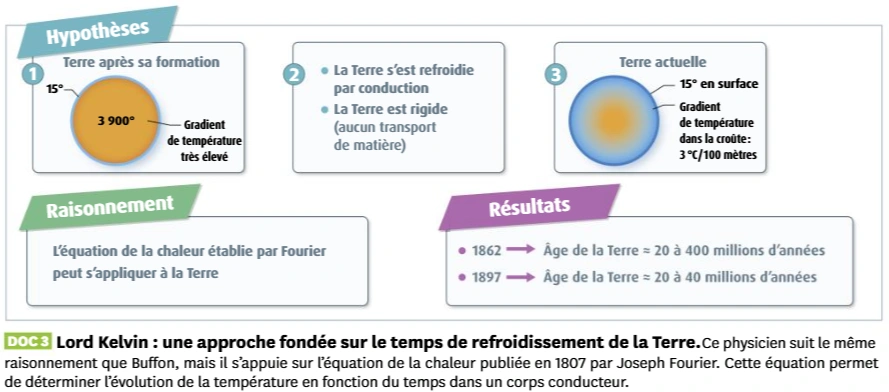 Hypothèses
1
Terre après sa formation
15°
3 900°
Gradient
de température
très élevé
2
• La Terre s'est refroidie
par conduction
• La Terre est rigide
(aucun transport
de matière)
3
Terre actuelle
15° en surface
Gradient
de température
dans la croûte :
3 °C/100 mètres
Raisonnement
L'équation de la chaleur établie par Fourier
peut s'appliquer à la Terre
Résultats
• 1862 → Âge de la Terre ≈ 20 à 400 millions d'années
• 1897 → Âge de la Terre ≈ 20 à 40 millions d'années
DOC 3 Lord Kelvin : une approche fondée sur le temps de refroidissement de la Terre. Ce physicien suit le même
raisonnement que Buffon, mais il s'appuie sur l'équation de la chaleur publiée en 1807 par Joseph Fourier. Cette équation permet
de déterminer l'évolution de la température en fonction du temps dans un corps conducteur.